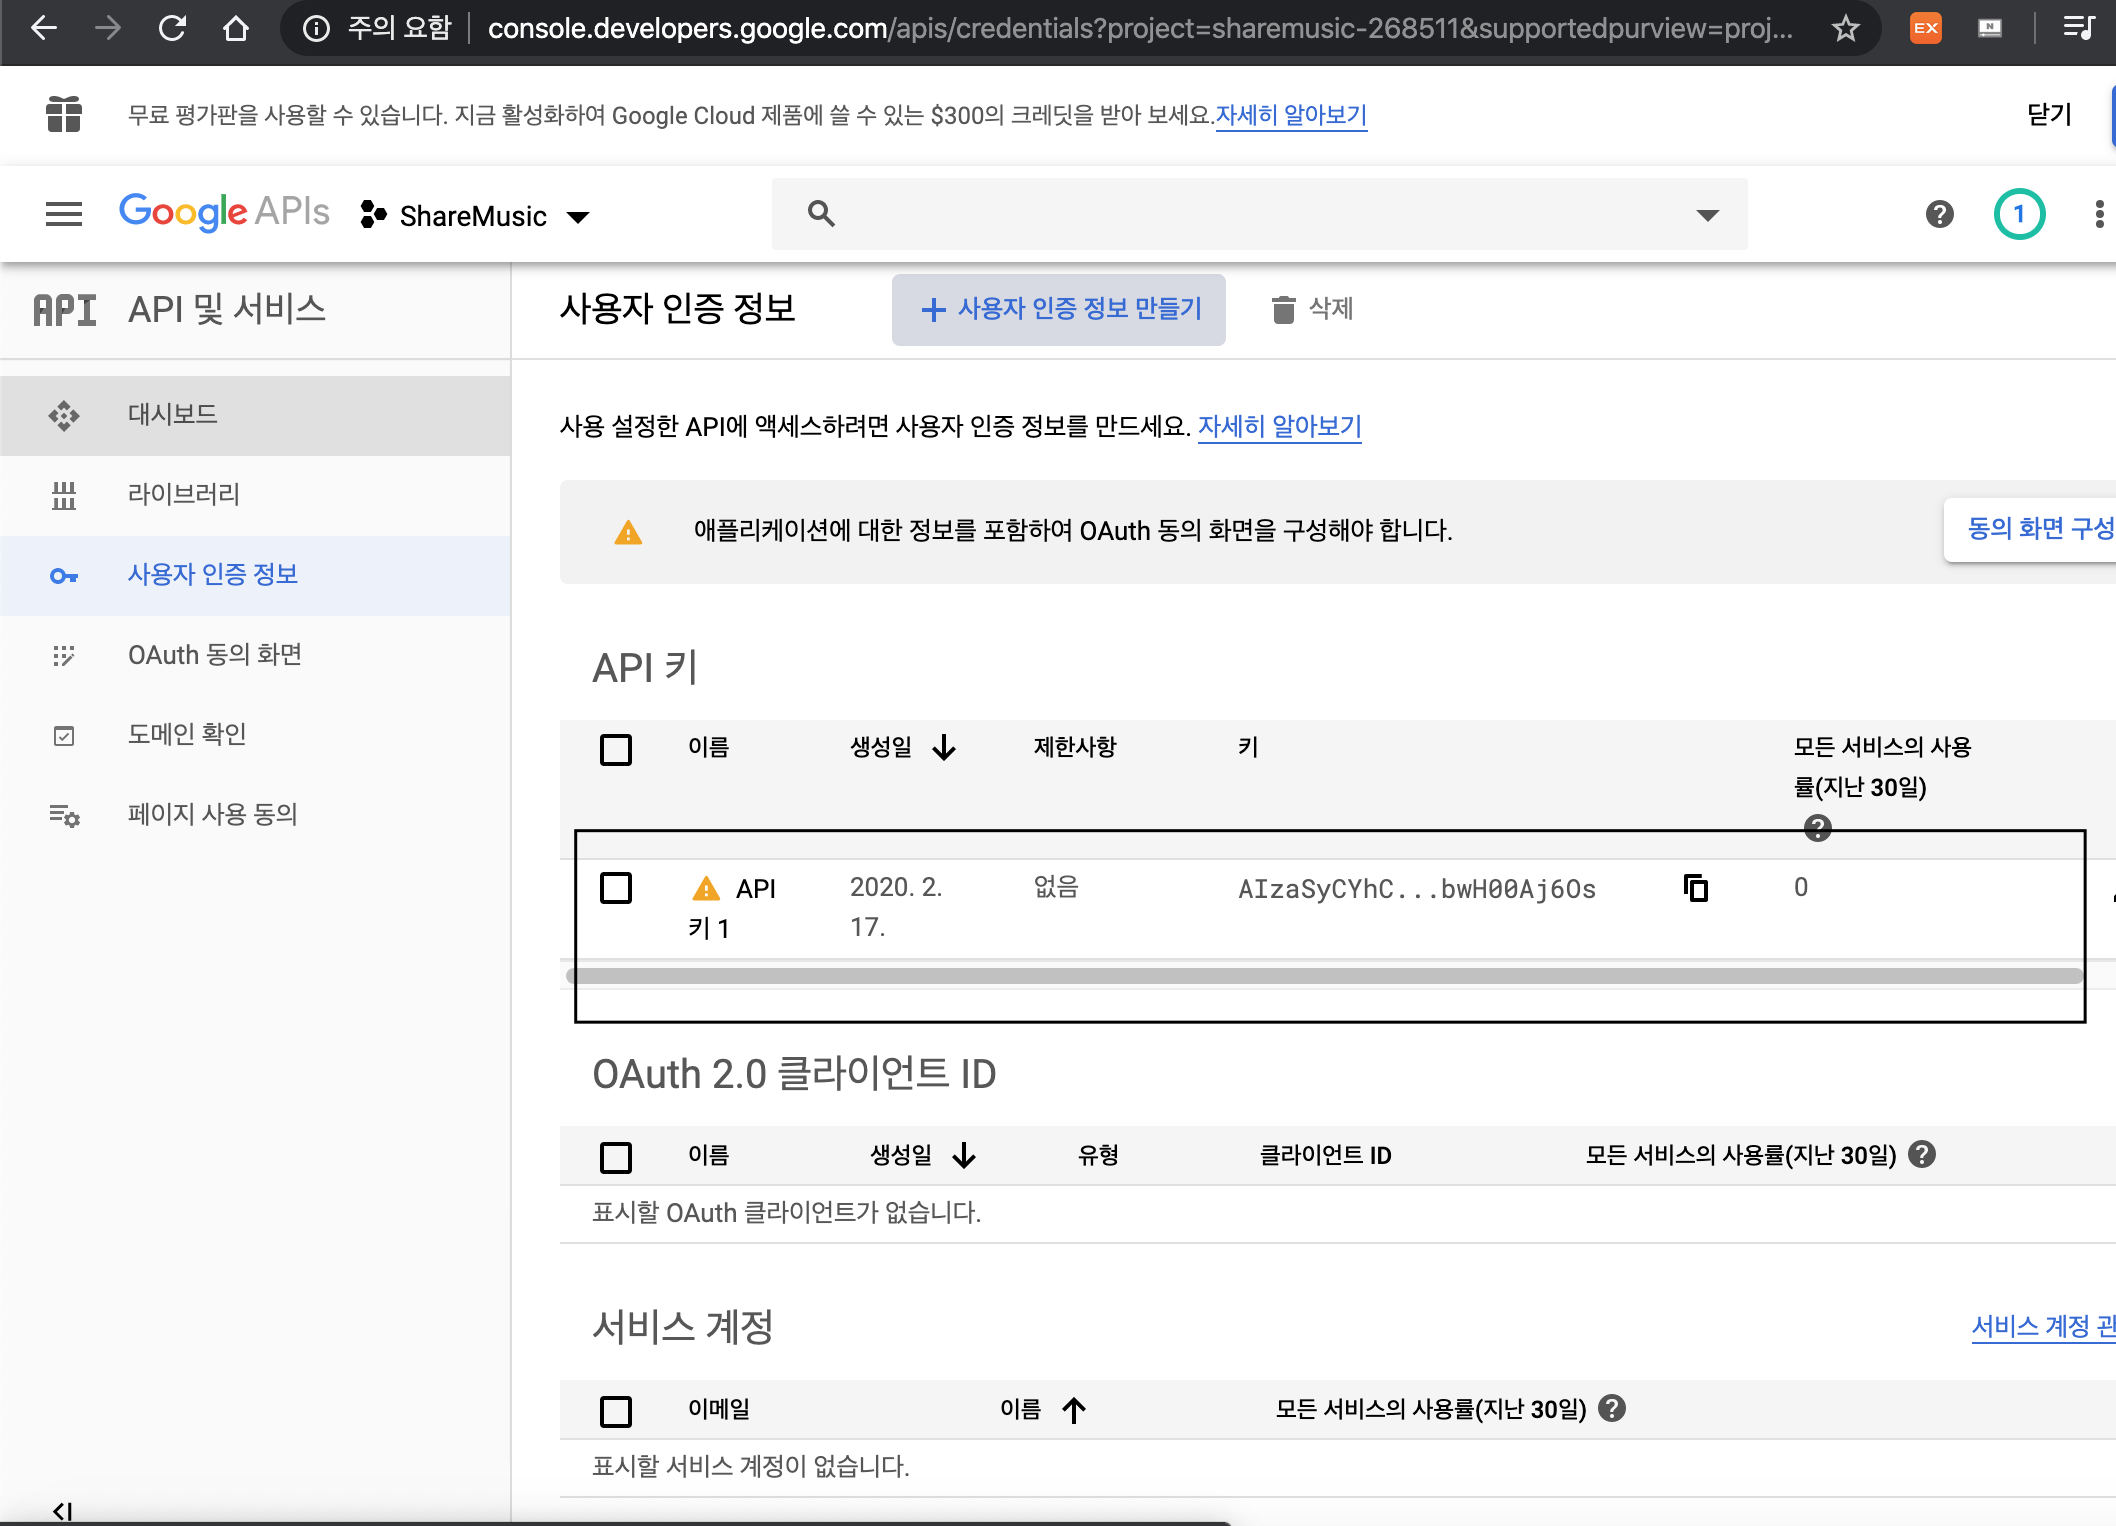 주의 요함 console.developers.google.com/apis/credentials?project=sharemusic-268511&supportedpurview=proj... EX N
무료 평가판을 사용할 수 있습니다. 지금 활성화하여 Google Cloud 제품에 쓸 수 있는 $300의 크레딧을 받아 보세요.자세히 알아보기 닫기
Google APIs ShareMusic 1
API API 및 서비스 사용자 인증 정보 사용자 인증 정보 만들기 삭제
대시보드
라이브러리
사용자 인증 정보
OAuth 동의 화면
도메인 확인
페이지 사용 동의
사용 설정한 API에 액세스하려면 사용자 인증 정보를 만드세요. 자세히 알아보기
애플리케이션에 대한 정보를 포함하여 OAuth 동의 화면을 구성해야 합니다. 동의 화면 구성
API 키
이름 생성일 제한사항 키 모든 서비스의 사용
률(지난 30일)
API 2020. 2. 없음 AIzaSyCYhC...bwH00Aj6Os 0
키 1 17.
OAuth 2.0 클라이언트 ID
이름 생성일 유형 클라이언트 ID 모든 서비스의 사용률(지난 30일)
표시할 OAuth 클라이언트가 없습니다.
서비스 계정 서비스 계정 관
이메일 이름 모든 서비스의 사용률(지난 30일)
표시할 서비스 계정이 없습니다.